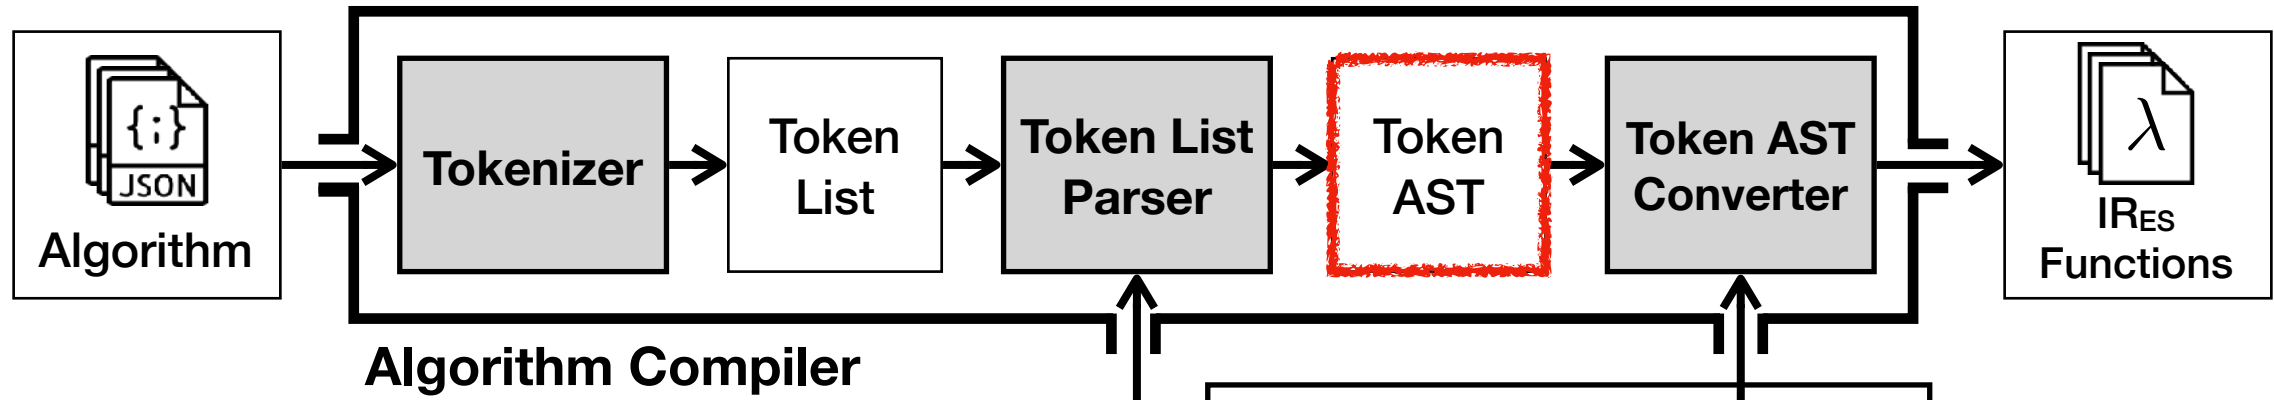 {;}
JSON
Algorithm
Tokenizer
Token
List
Token List
Parser
Token
AST
Token AST
Converter
λ
IRES
Functions
Algorithm Compiler